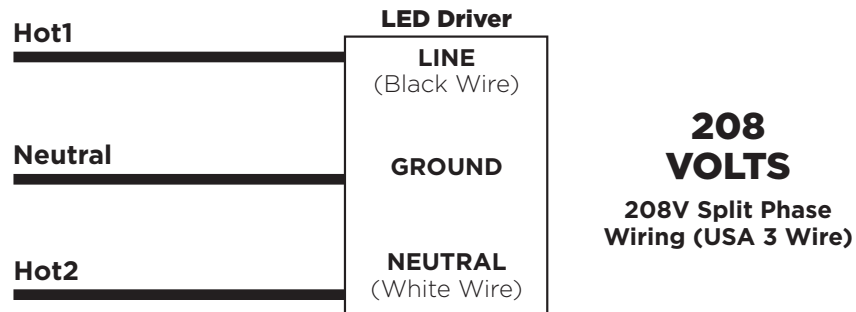 LED Driver
Hot1
LINE
(Black Wire)
Neutral
GROUND
Hot2
NEUTRAL
(White Wire)
208
VOLTS
208V Split Phase
Wiring (USA 3 Wire)